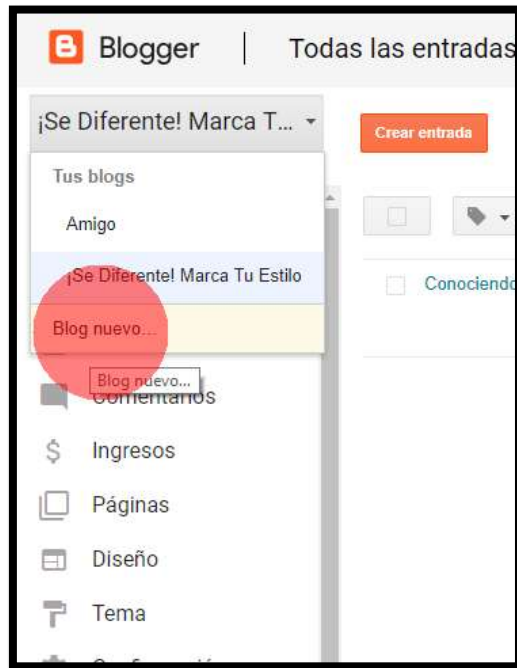 Blogger | Todas las entradas
¡Se Diferente! Marca T...
Crear entrada
Tus blogs
Amigo
¡Se Diferente! Marca Tu Estilo
Conociendo
Blog nuevo...
Blog nuevo...
Comentarios
Ingresos
Páginas
Diseño
Tema